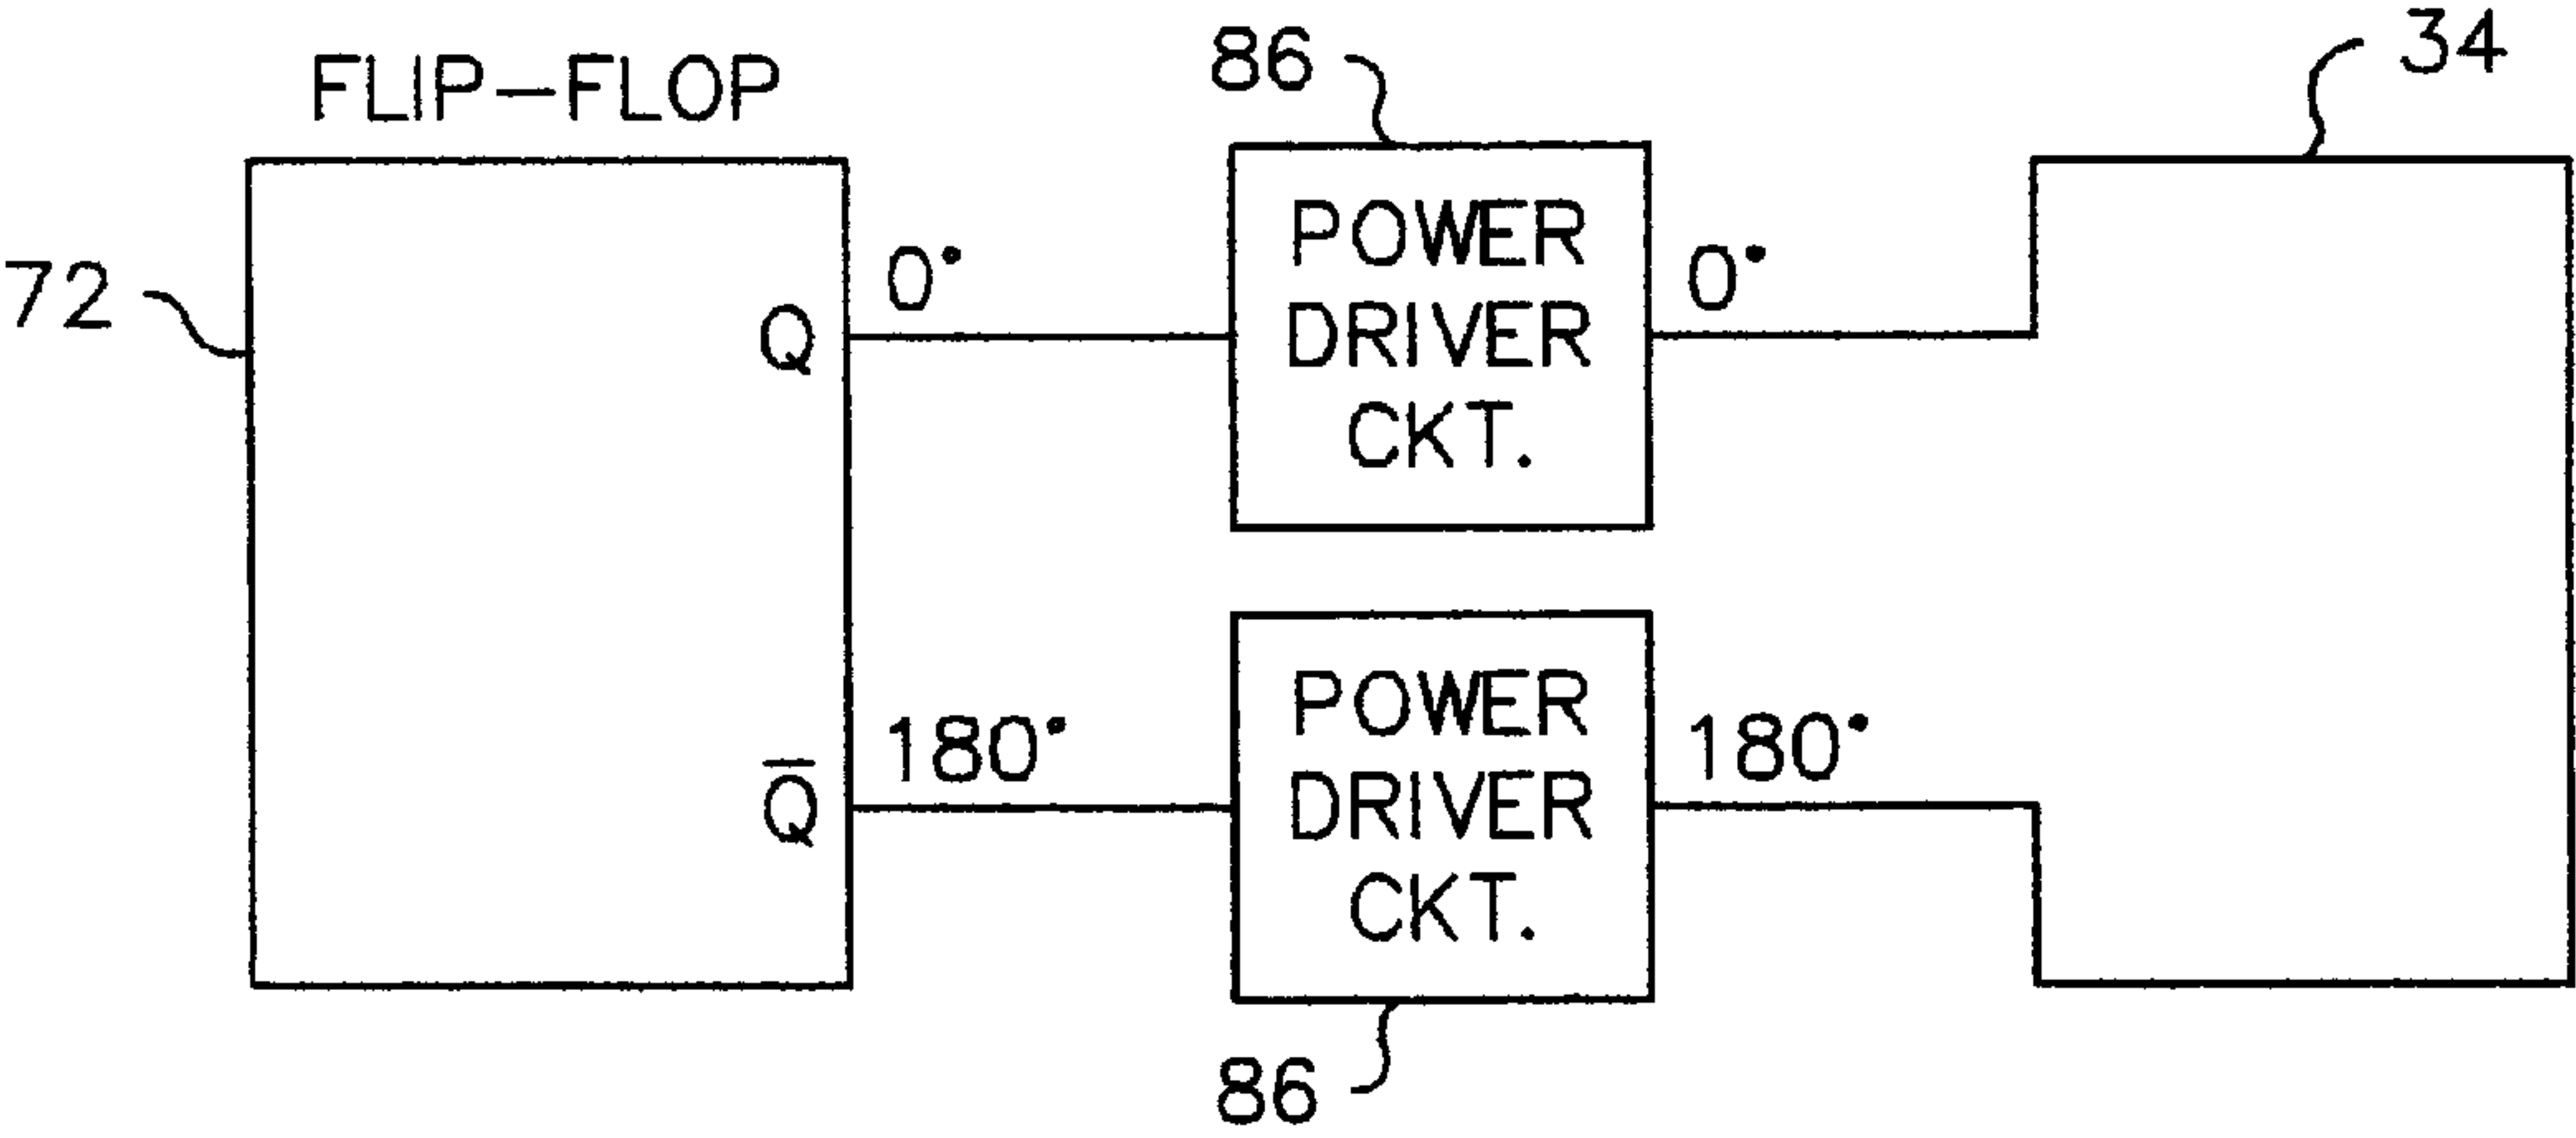 FLIP-FLOP
86
34
72
Q
0°
POWER
DRIVER
CKT.
0°
Q̅
180°
POWER
DRIVER
CKT.
180°
86